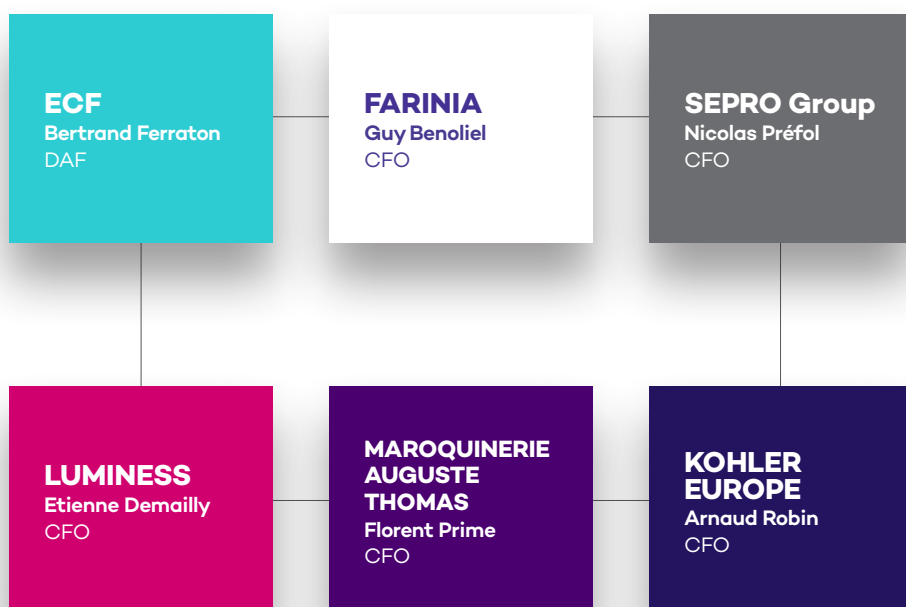 ECF
Bertrand Ferraton
DAF
FARINIA
Guy Benoliel
CFO
SEPRO Group
Nicolas Préfol
CFO
LUMINESS
Etienne Demailly
CFO
MAROQUINERIE
AUGUSTE
THOMAS
Florent Prime
CFO
KOHLER
EUROPE
Arnaud Robin
CFO